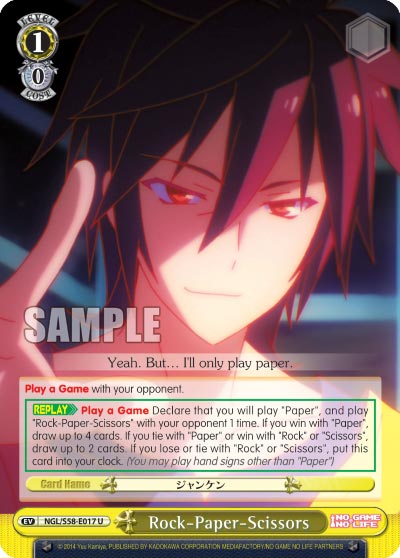 LEVEL
1
0
COST
SAMPLE
Yeah. But... I'll only play paper.
Play a Game with your opponent.
REPLAY Play a Game Declare that you will play "Paper", and play
"Rock-Paper-Scissors" with your opponent 1 time. If you win with "Paper",
draw up to 4 cards. If you tie with "Paper" or win with "Rock" or "Scissors",
draw up to 2 cards. If you lose or tie with "Rock" or "Scissors", put this
card into your clock. (You may play hand signs other than "Paper")
Card Name ジャンケン
EV NGL/S58-E017 U Rock-Paper-Scissors NO GAME NO LIFE
© 2014 Yuu Kamiya, PUBLISHED BY KADOKAWA CORPORATION MEDIAFACTORY/NO GAME NO LIFE PARTNERS